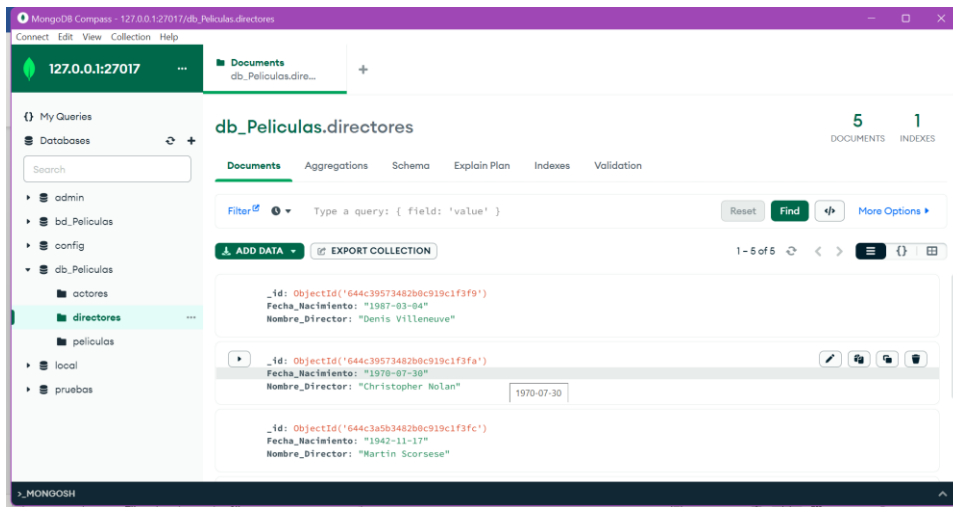 MongoDB Compass - 127.0.0.1:27017/db_Peliculas.directores
Connect Edit View Collection Help
127.0.0.1:27017 ...
Documents
db_Peliculas.dire...
{} My Queries
Databases
Search
admin
bd_Peliculas
config
db_Peliculas
actores
directores ...
peliculas
local
pruebas
db_Peliculas.directores
5
DOCUMENTS
1
INDEXES
Documents Aggregations Schema Explain Plan Indexes Validation
Filter Type a query: { field: 'value' } Reset Find </> More Options
ADD DATA EXPORT COLLECTION 1 – 5 of 5 {}
_id: ObjectId('644c39573482b0c919c1f3f9')
Fecha_Nacimiento: "1987-03-04"
Nombre_Director: "Denis Villeneuve"
_id: ObjectId('644c39573482b0c919c1f3fa')
Fecha_Nacimiento: "1970-07-30"
Nombre_Director: "Christopher Nolan"
1970-07-30
_id: ObjectId('644c3a5b3482b0c919c1f3fc')
Fecha_Nacimiento: "1942-11-17"
Nombre_Director: "Martin Scorsese"
>_MONGOSH